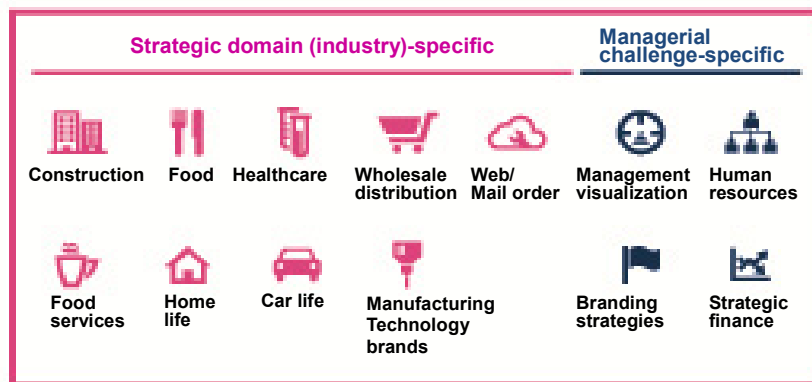 Strategic domain (industry)-specific
Managerial
challenge-specific
Construction
Food
Healthcare
Wholesale
distribution
Web/
Mail order
Management
visualization
Human
resources
Food
services
Home
life
Car life
Manufacturing
Technology
brands
Branding
strategies
Strategic
finance